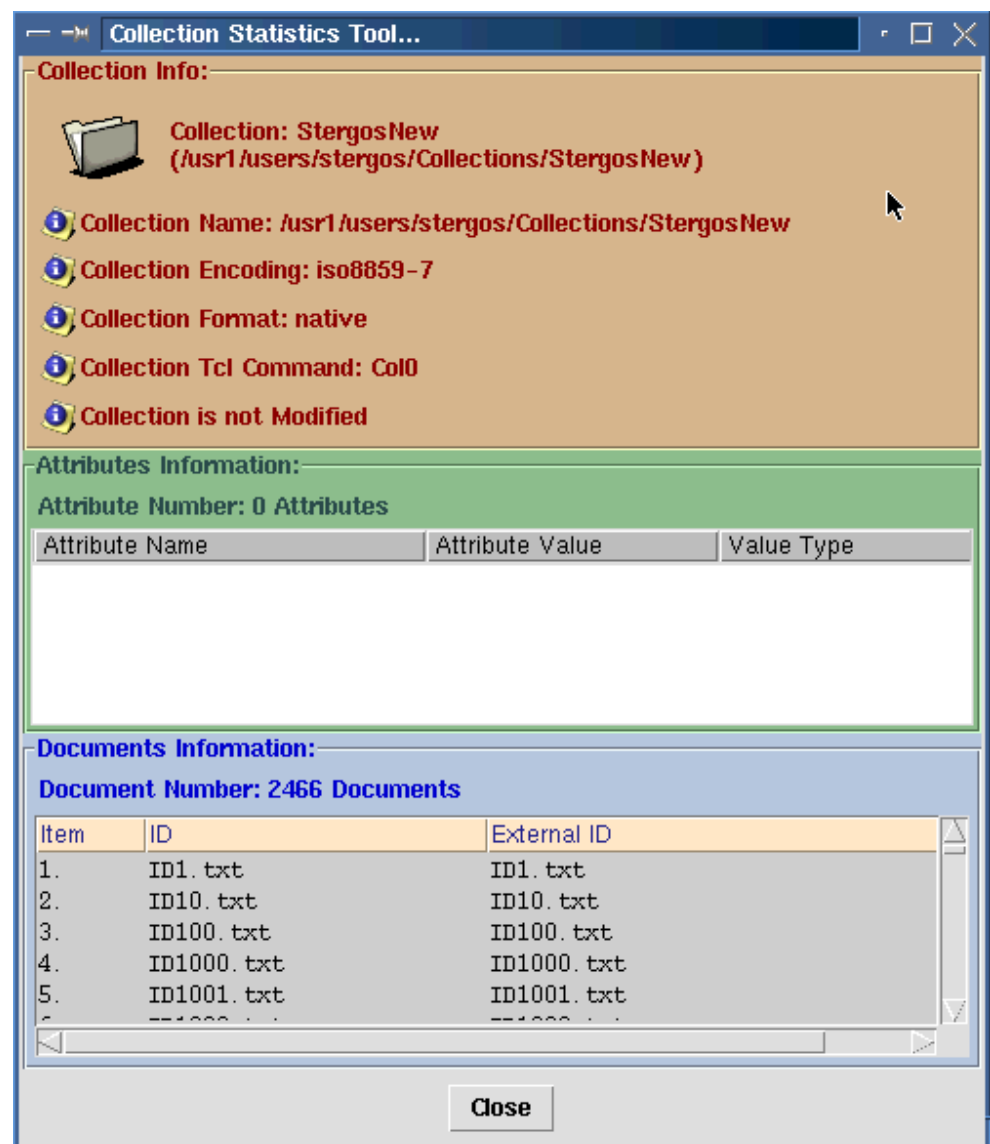 Collection Statistics Tool...
Collection Info:
Collection: StergosNew
(/usr1/users/stergos/Collections/StergosNew)
Collection Name: /usr1/users/stergos/Collections/StergosNew
Collection Encoding: iso8859-7
Collection Format: native
Collection Tcl Command: Col0
Collection is not Modified
Attributes Information:
Attribute Number: 0 Attributes
Attribute Name Attribute Value Value Type
Documents Information:
Document Number: 2466 Documents
Item ID External ID
1. ID1.txt ID1.txt
2. ID10.txt ID10.txt
3. ID100.txt ID100.txt
4. ID1000.txt ID1000.txt
5. ID1001.txt ID1001.txt
Close